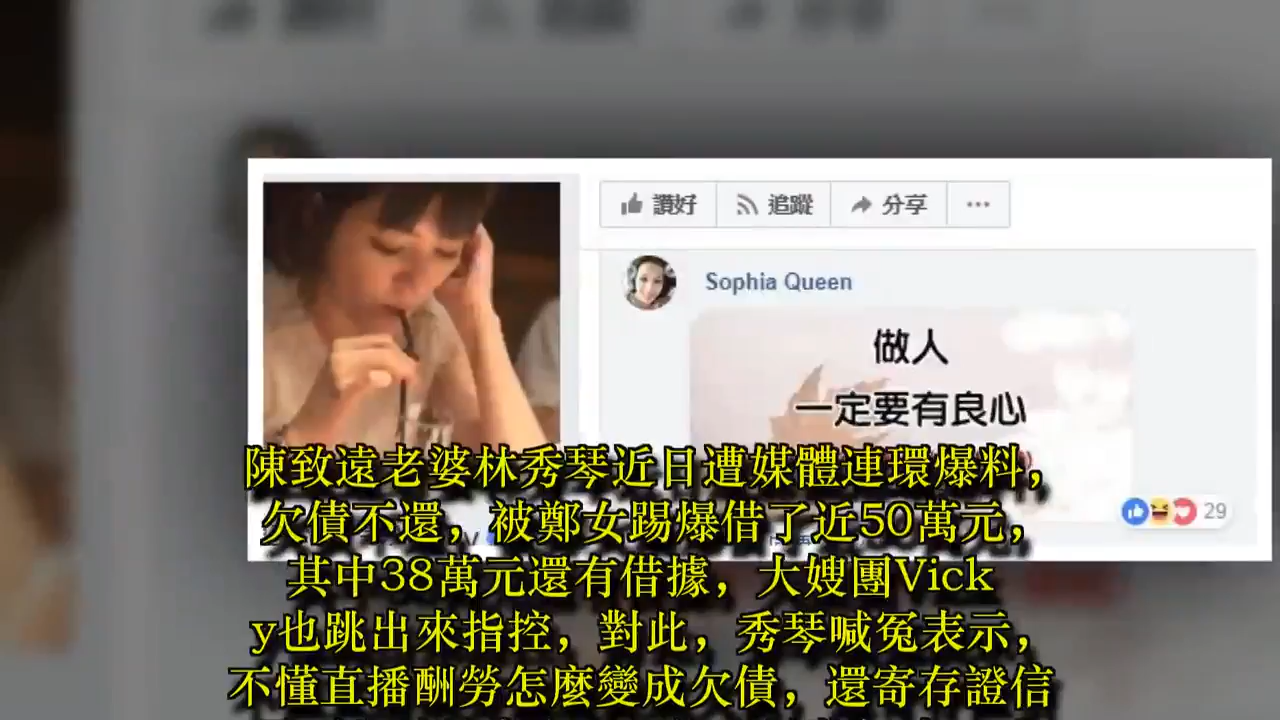 讚好
追蹤
分享
Sophia Queen
做人
一定要有良心
29
陳致遠老婆林秀琴近日遭媒體連環爆料，
欠債不還，被鄭女踢爆借了近50萬元，
其中38萬元還有借據，大嫂團Vick
y也跳出來指控，對此，秀琴喊冤表示，
不懂直播酬勞怎麼變成欠債，還寄存證信